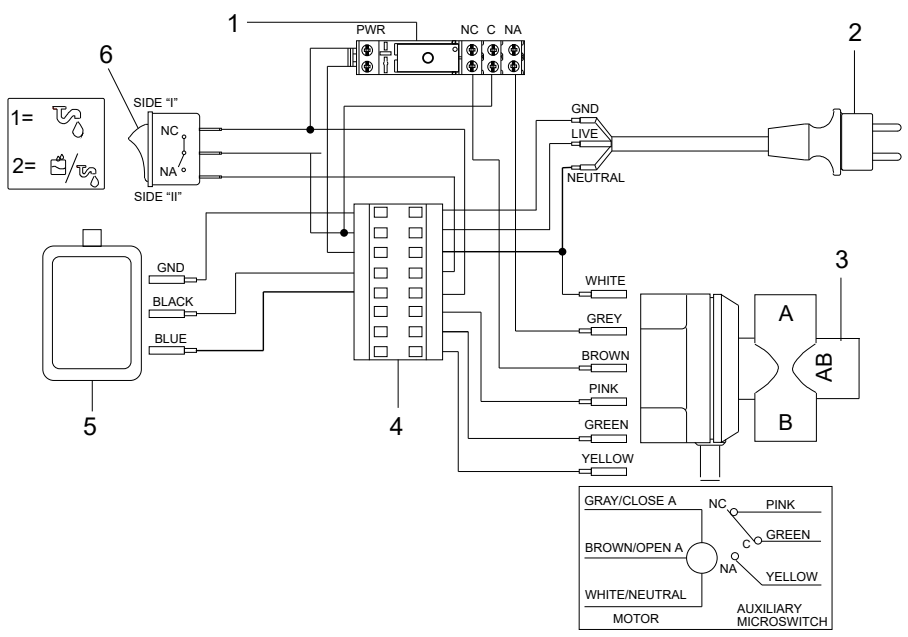 1
PWR
NC C NA
2
6
SIDE "I"
NC
NA
SIDE "II"
1=
2=
GND
LIVE
NEUTRAL
GND
BLACK
BLUE
5
4
WHITE
GREY
BROWN
PINK
GREEN
YELLOW
3
A
AB
B
GRAY/CLOSE A
BROWN/OPEN A
WHITE/NEUTRAL
MOTOR
NC
PINK
C
GREEN
NA
YELLOW
AUXILIARY
MICROSWITCH